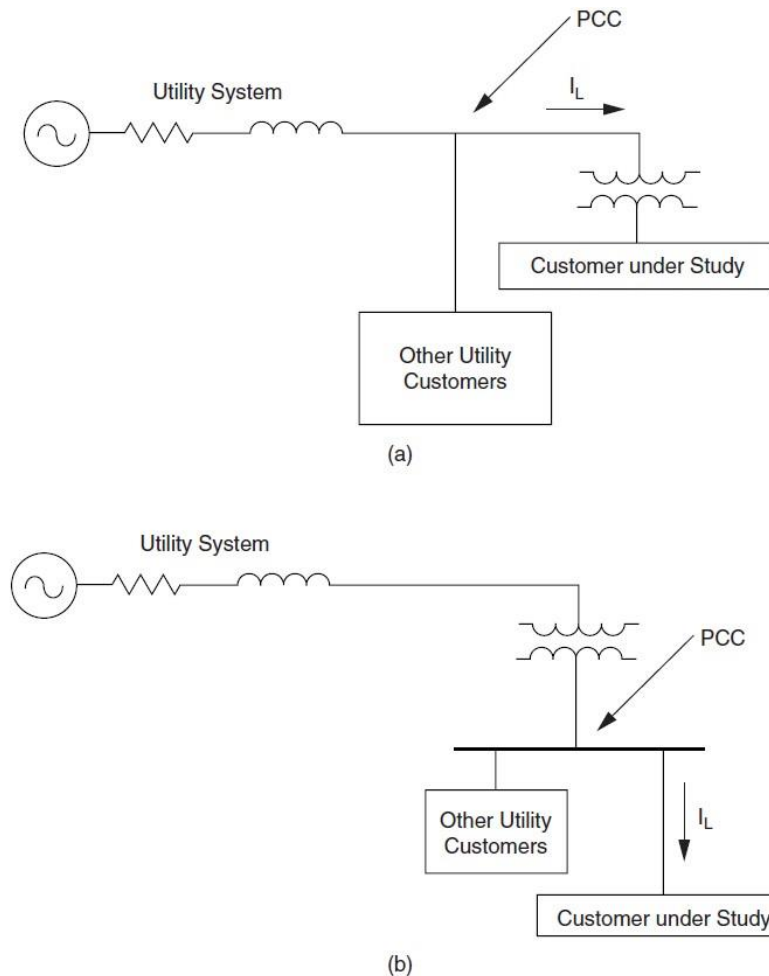 PCC
Utility System
I_L
Customer under Study
Other Utility
Customers
(a)
Utility System
PCC
Other Utility
Customers
I_L
Customer under Study
(b)